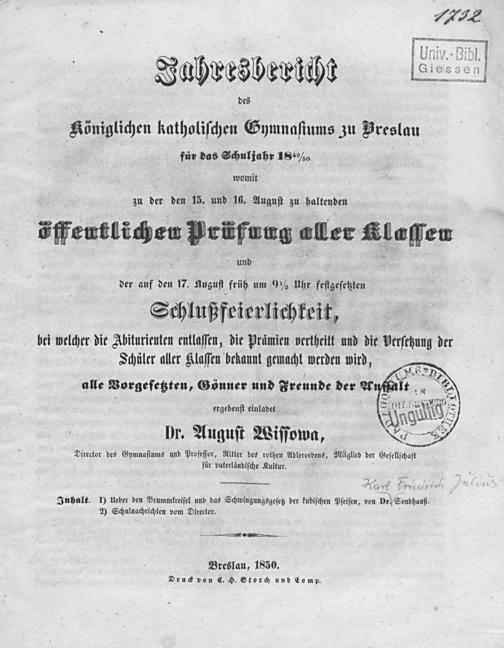 1732
Univ.-Bibl.
Giessen
Jahresbericht
des
Königlichen katholischen Gymnasiums zu Breslau
für das Schuljahr 18⁴⁹/₅₀
womit
zu der den 15. und 16. August zu haltenden
öffentlichen Prüfung aller Klassen
und
der auf den 17. August früh um 9½ Uhr festgesetzten
Schlußfeierlichkeit,
bei welcher die Abiturienten entlassen, die Prämien vertheilt und die Versetzung der
Schüler aller Klassen bekannt gemacht werden wird,
alle Vorgesetzten, Gönner und Freunde der Anstalt
ergebenst einladet
Ungültig
Dr. August Wissowa,
Director des Gymnasiums und Professor, Ritter des rothen Adlerordens, Mitglied der Gesellschaft
für vaterländische Kultur.
Karl Friedrich Julius
Inhalt. 1) Ueber den Brummkreisel und das Schwingungsgesetz der kubischen Pfeifen, von Dr. Sondhauß.
2) Schulnachrichten vom Director.
Breslau, 1850.
Druck von C. H. Storch und Comp.